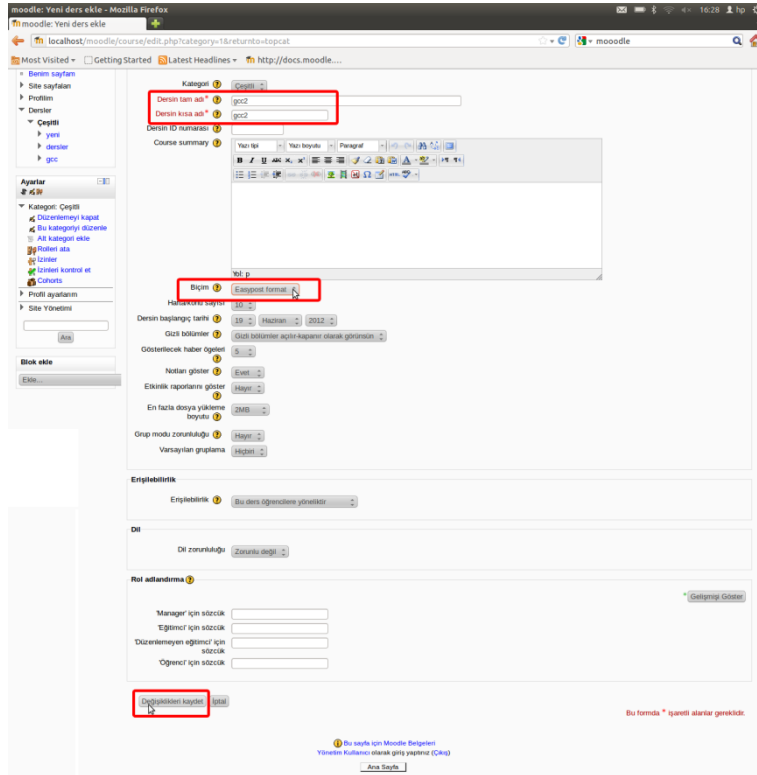 moodle: Yeni ders ekle - Mozilla Firefox
16:28 hp
moodle: Yeni ders ekle
localhost/moodle/course/edit.php?category=1&returnto=topcat
mooodle
Most Visited Getting Started Latest Headlines http://docs.moodle....
Benim sayfam
Site sayfaları
Profilim
Dersler
Çeşitli
yeni
dersler
gcc
Ayarlar
Kategori: Çeşitli
Düzenlemeyi kapat
Bu kategoriyi düzenle
Alt kategori ekle
Rolleri ata
İzinler
İzinleri kontrol et
Cohorts
Profil ayarlarım
Site Yönetimi
Ara
Blok ekle
Ekle...
Kategori Çeşitli
Dersin tam adı* gcc2
Dersin kısa adı* gcc2
Dersin ID numarası
Course summary Yazı tipi Yazı boyutu Paragraf
Yol: p
Biçim Easypost format
Hafta/konu sayısı 10
Dersin başlangıç tarihi 19 Haziran 2012
Gizli bölümler Gizli bölümler açılır-kapanır olarak görünsün
Gösterilecek haber ögeleri 5
Notları göster Evet
Etkinlik raporlarını göster Hayır
En fazla dosya yükleme
boyutu 2MB
Grup modu zorunluluğu Hayır
Varsayılan gruplama Hiçbiri
Erişilebilirlik
Erişilebilirlik Bu ders öğrencilere yöneliktir
Dil
Dil zorunluluğu Zorunlu değil
Rol adlandırma
* Gelişmişi Göster
'Manager' için sözcük
'Eğitimci' için sözcük
'Düzenlemeyen eğitimci' için
sözcük
'Öğrenci' için sözcük
Değişiklikleri kaydet İptal
Bu formda * işaretli alanlar gereklidir.
Bu sayfa için Moodle Belgeleri
Yönetim Kullanıcı olarak giriş yaptınız (Çıkış)
Ana Sayfa